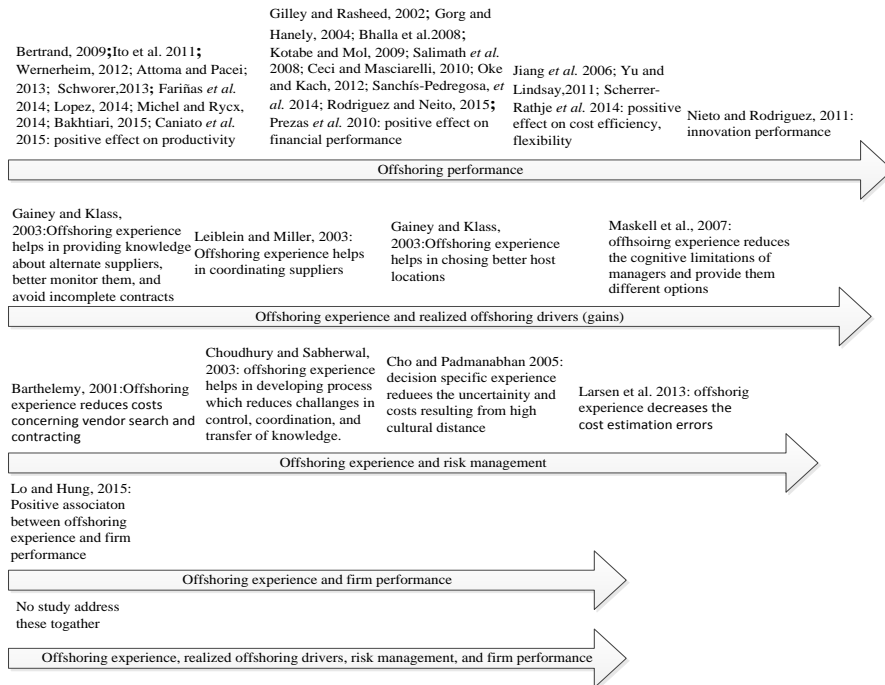 Bertrand, 2009;Ito et al. 2011;
Wernerheim, 2012; Attoma and Pacei;
2013;  Schworer,2013; Fariñas et al.
2014; Lopez, 2014; Michel and Rycx,
2014; Bakhtiari, 2015; Caniato et al.
2015: positive effect on productivity
Gilley and Rasheed, 2002; Gorg and
Hanely, 2004; Bhalla et al.2008;
Kotabe and Mol, 2009; Salimath et al.
2008; Ceci and Masciarelli, 2010; Oke
and Kach, 2012; Sanchís-Pedregosa, et
al. 2014; Rodriguez and Neito, 2015;
Prezas et al. 2010: positive effect on
financial performance
Jiang et al. 2006; Yu and
Lindsay,2011; Scherrer-
Rathje et al. 2014: possitive
effect on cost efficiency,
flexibility
Nieto and Rodriguez, 2011:
innovation performance
Offshoring performance
Gainey and Klass,
2003:Offshoring experience
helps in providing knowledge
about alternate suppliers,
better monitor them, and
avoid incomplete contracts
Leiblein and Miller, 2003:
Offshoring experience helps
in coordinating suppliers
Gainey and Klass,
2003:Offshoring experience
helps in chosing better host
locations
Maskell et al., 2007:
offhsoirng experience reduces
the cognitive limitations of
managers and provide them
different options
Offshoring experience and realized offshoring drivers (gains)
Barthelemy, 2001:Offshoring
experience reduces costs
concerning vendor search and
contracting
Choudhury and Sabherwal,
2003: offshoring experience
helps in developing process
which reduces challanges in
control, coordination, and
transfer of knowledge.
Cho and Padmanabhan 2005:
decision specific experience
reduees the uncertainity and
costs resulting from high
cultural distance
Larsen et al. 2013: offshorig
experience decreases the
cost estimation errors
Offshoring experience and risk management
Lo and Hung, 2015:
Positive associaton
between offshoring
experience and firm
performance
Offshoring experience and firm performance
No study address
these togather
Offshoring experience, realized offshoring drivers, risk management, and firm performance